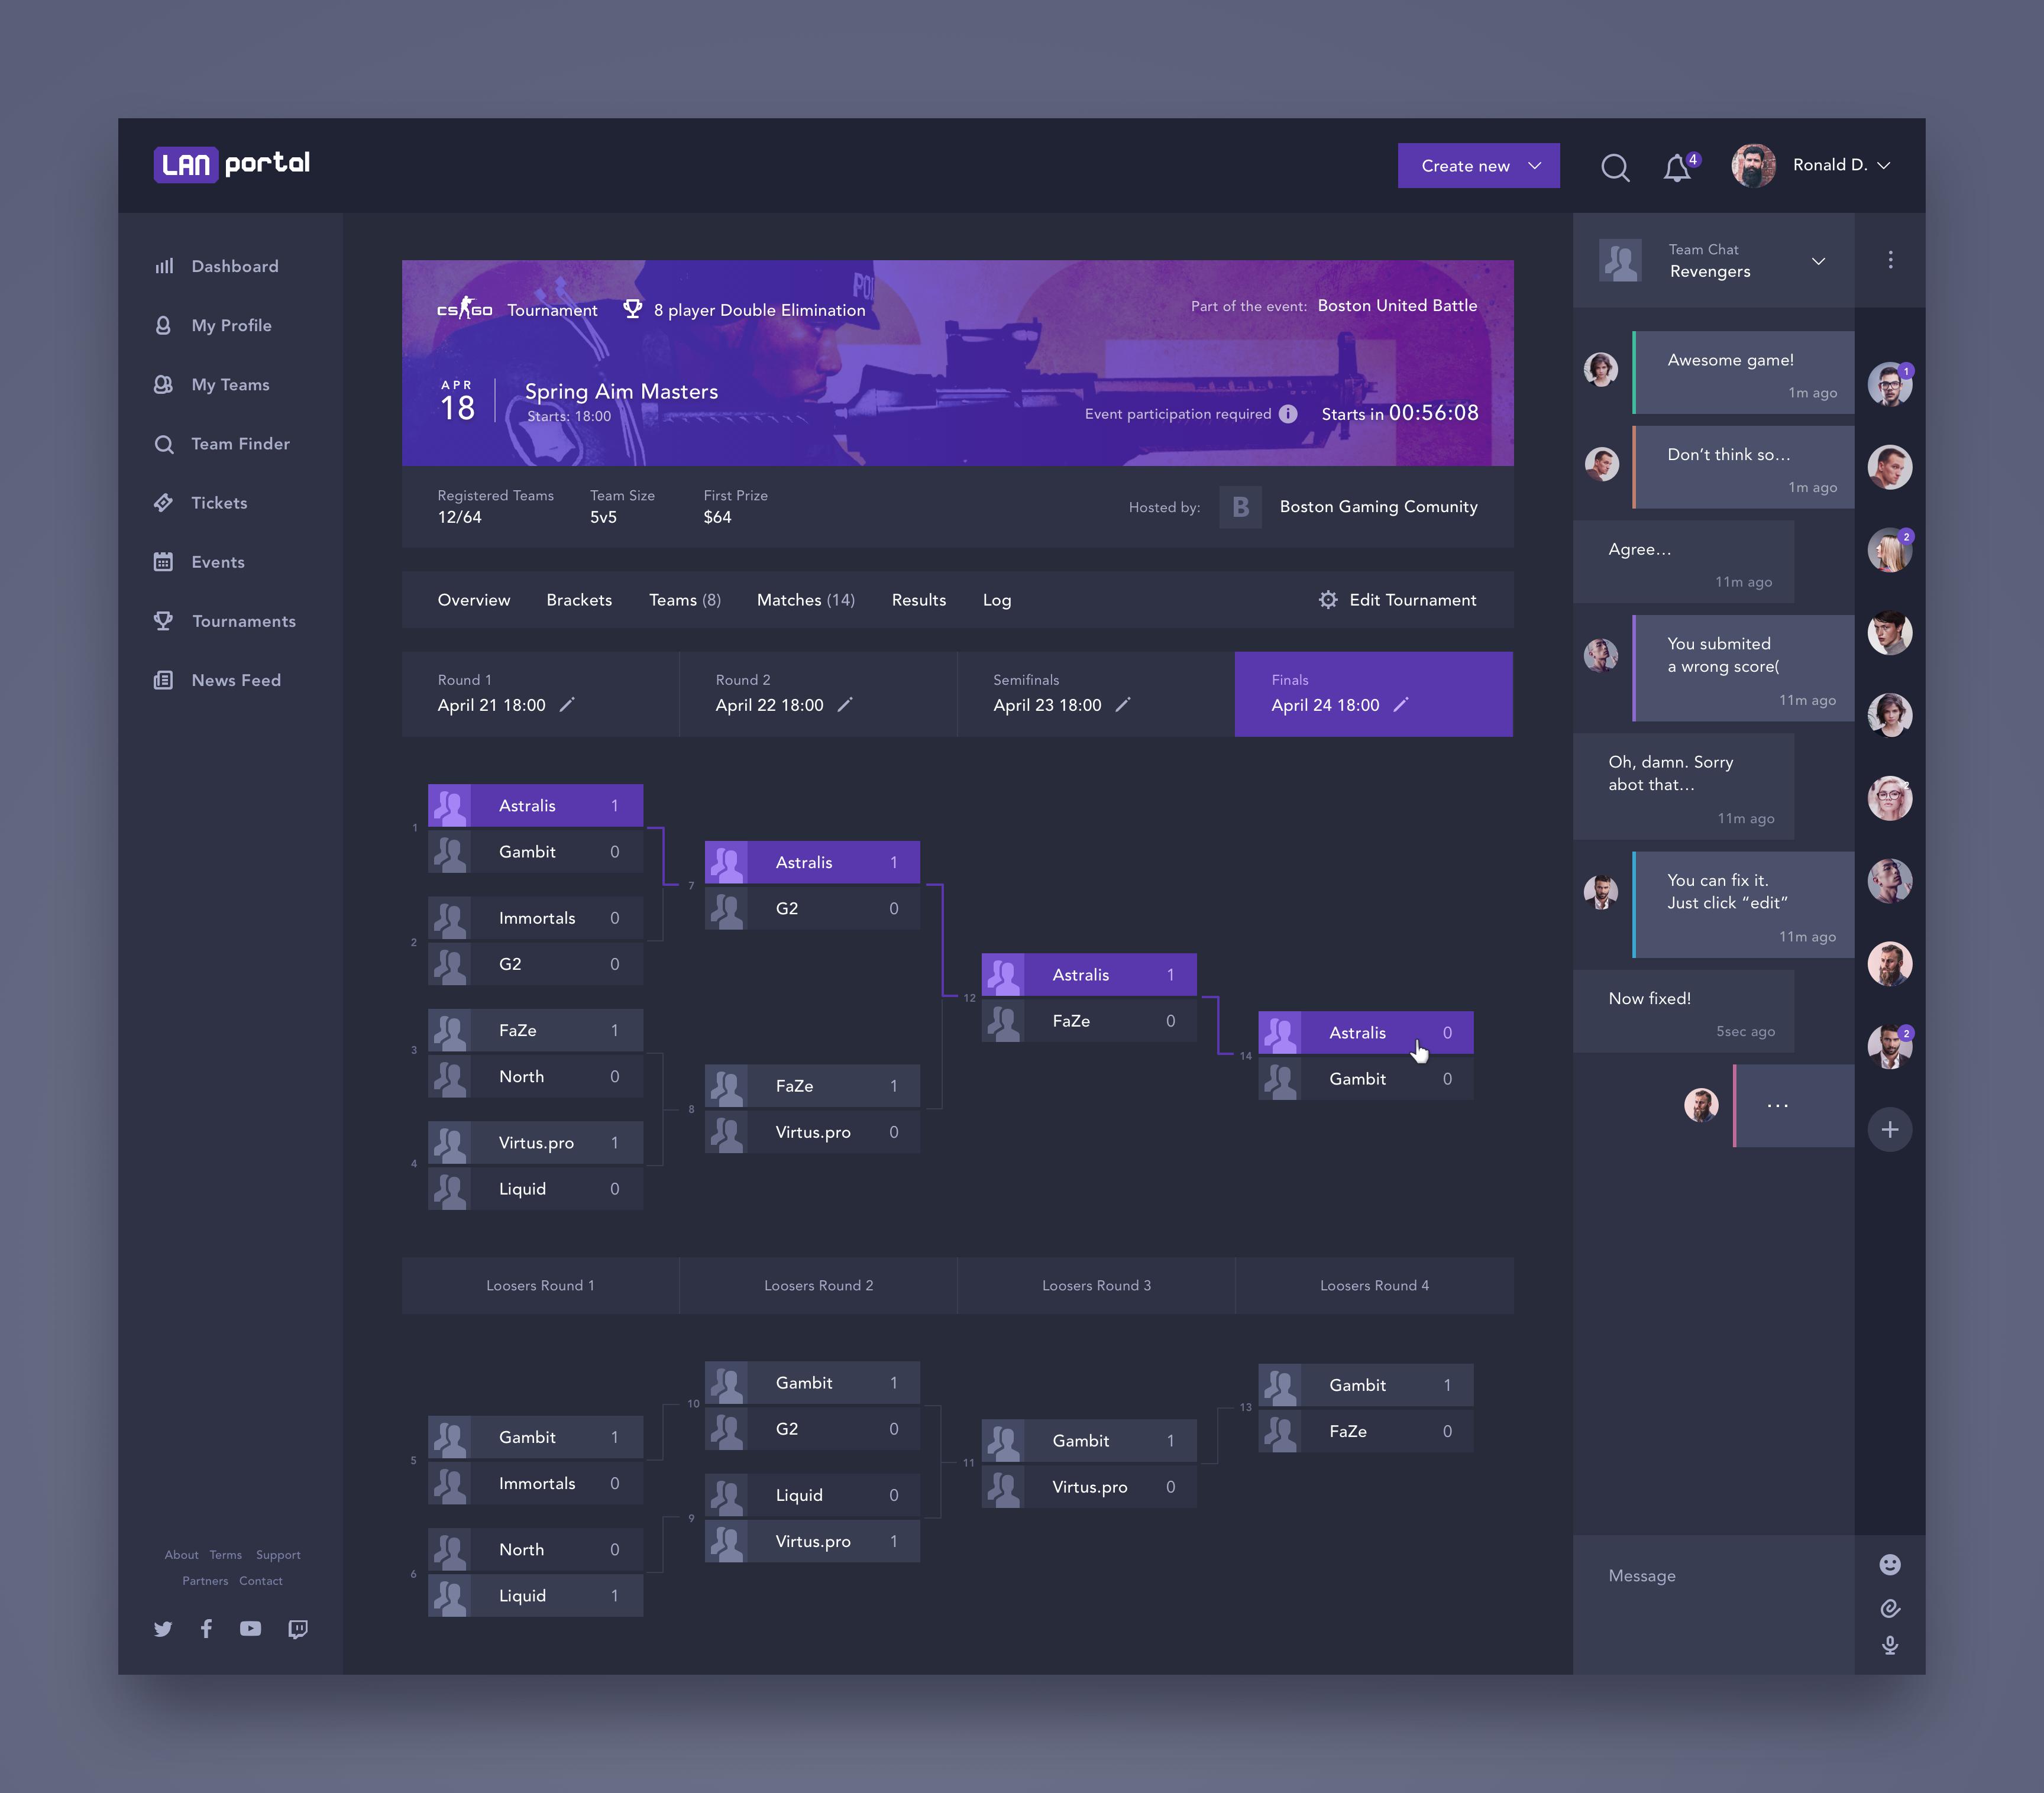 LAN portal
Create new
4
Ronald D.
Dashboard
My Profile
My Teams
Team Finder
Tickets
Events
Tournaments
News Feed
About Terms Support
Partners Contact
CS GO Tournament 8 player Double Elimination
Part of the event: Boston United Battle
APR
18
Spring Aim Masters
Starts: 18:00
Event participation required i Starts in 00:56:08
Registered Teams
12/64
Team Size
5v5
First Prize
$64
Hosted by: B Boston Gaming Comunity
Overview Brackets Teams (8) Matches (14) Results Log Edit Tournament
Round 1
April 21 18:00
Round 2
April 22 18:00
Semifinals
April 23 18:00
Finals
April 24 18:00
1
Astralis 1
Gambit 0
2
Immortals 0
G2 0
3
FaZe 1
North 0
4
Virtus.pro 1
Liquid 0
7
Astralis 1
G2 0
8
FaZe 1
Virtus.pro 0
12
Astralis 1
FaZe 0
14
Astralis 0
Gambit 0
Loosers Round 1
Loosers Round 2
Loosers Round 3
Loosers Round 4
5
Gambit 1
Immortals 0
6
North 0
Liquid 1
10
Gambit 1
G2 0
9
Liquid 0
Virtus.pro 1
11
Gambit 1
Virtus.pro 0
13
Gambit 1
FaZe 0
Team Chat
Revengers
Awesome game!
1m ago
Don't think so...
1m ago
Agree...
11m ago
You submited
a wrong score(
11m ago
Oh, damn. Sorry
abot that...
11m ago
You can fix it.
Just click “edit”
11m ago
Now fixed!
5sec ago
...
Message
1
2
2
2